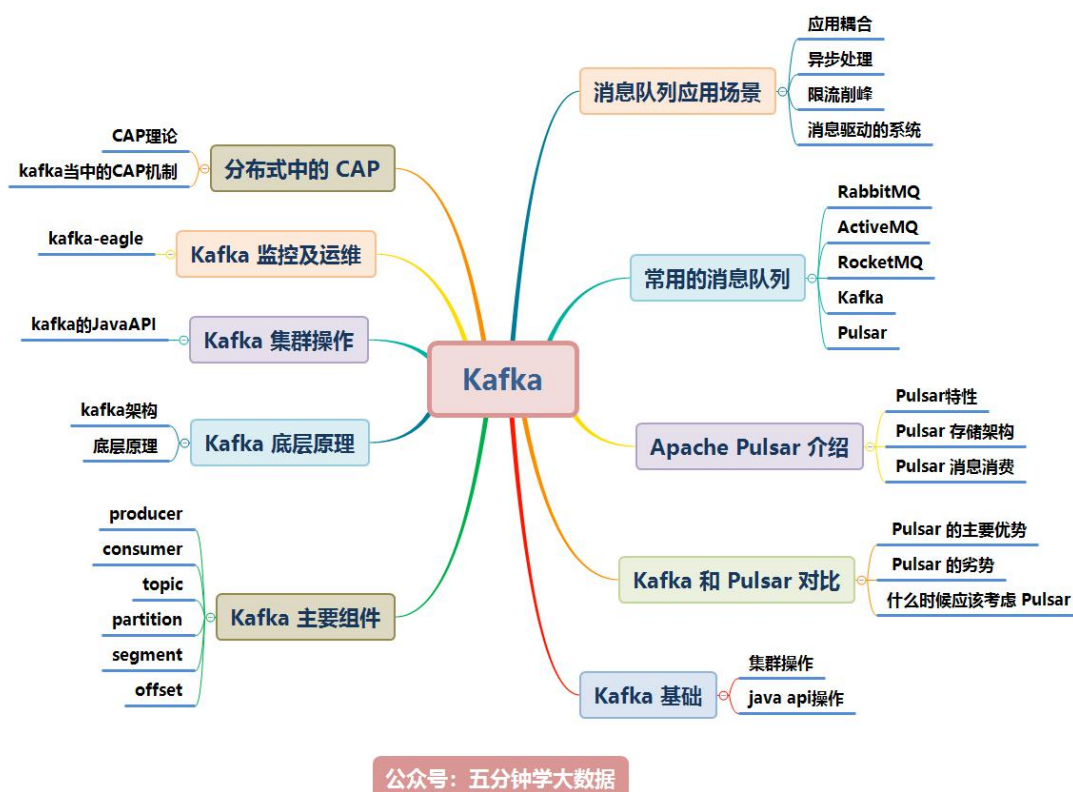 Kafka
消息队列应用场景
应用耦合
异步处理
限流削峰
消息驱动的系统
常用的消息队列
RabbitMQ
ActiveMQ
RocketMQ
Kafka
Pulsar
Apache Pulsar 介绍
Pulsar特性
Pulsar 存储架构
Pulsar 消息消费
Kafka 和 Pulsar 对比
Pulsar 的主要优势
Pulsar 的劣势
什么时候应该考虑 Pulsar
Kafka 基础
集群操作
java api操作
分布式中的 CAP
CAP理论
kafka当中的CAP机制
Kafka 监控及运维
kafka-eagle
Kafka 集群操作
kafka的JavaAPI
Kafka 底层原理
kafka架构
底层原理
Kafka 主要组件
producer
consumer
topic
partition
segment
offset
公众号：五分钟学大数据